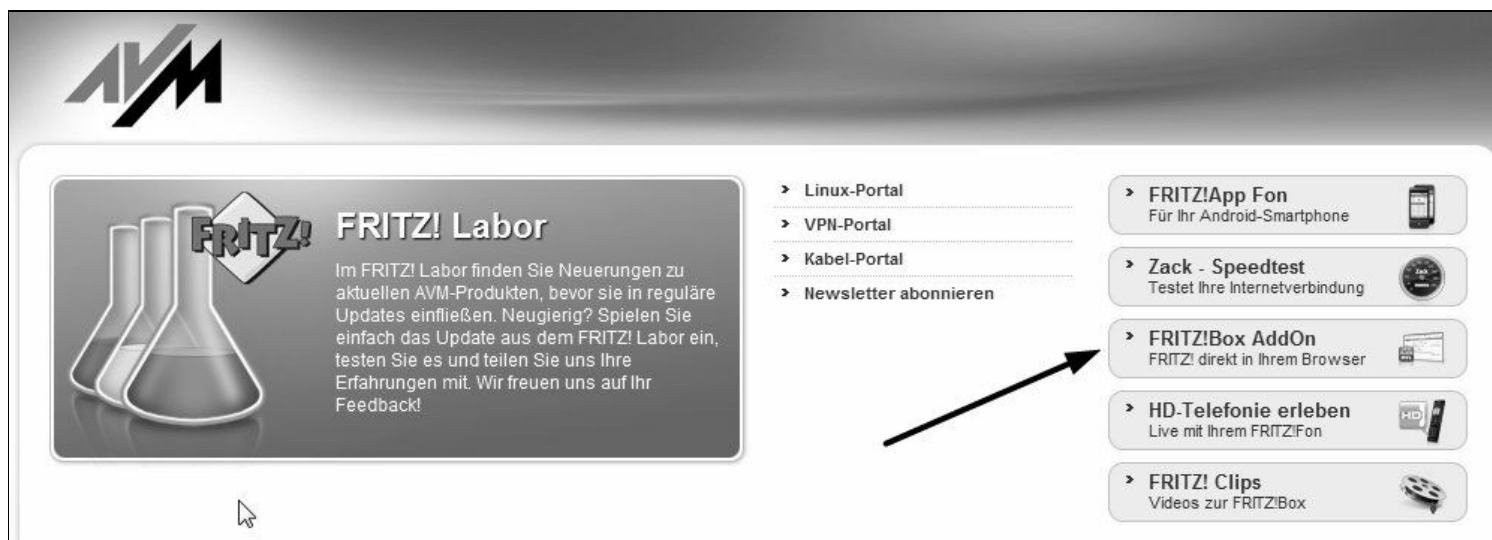 AVM
FRITZ!
FRITZ! Labor
Im FRITZ! Labor finden Sie Neuerungen zu
aktuellen AVM-Produkten, bevor sie in reguläre
Updates einfließen. Neugierig? Spielen Sie
einfach das Update aus dem FRITZ! Labor ein,
testen Sie es und teilen Sie uns Ihre
Erfahrungen mit. Wir freuen uns auf Ihr
Feedback!
Linux-Portal
VPN-Portal
Kabel-Portal
Newsletter abonnieren
FRITZ!App Fon
Für Ihr Android-Smartphone
Zack - Speedtest
Testet Ihre Internetverbindung
Zack
FRITZ!Box AddOn
FRITZ! direkt in Ihrem Browser
HD-Telefonie erleben
Live mit Ihrem FRITZ!Fon
HD
FRITZ! Clips
Videos zur FRITZ!Box